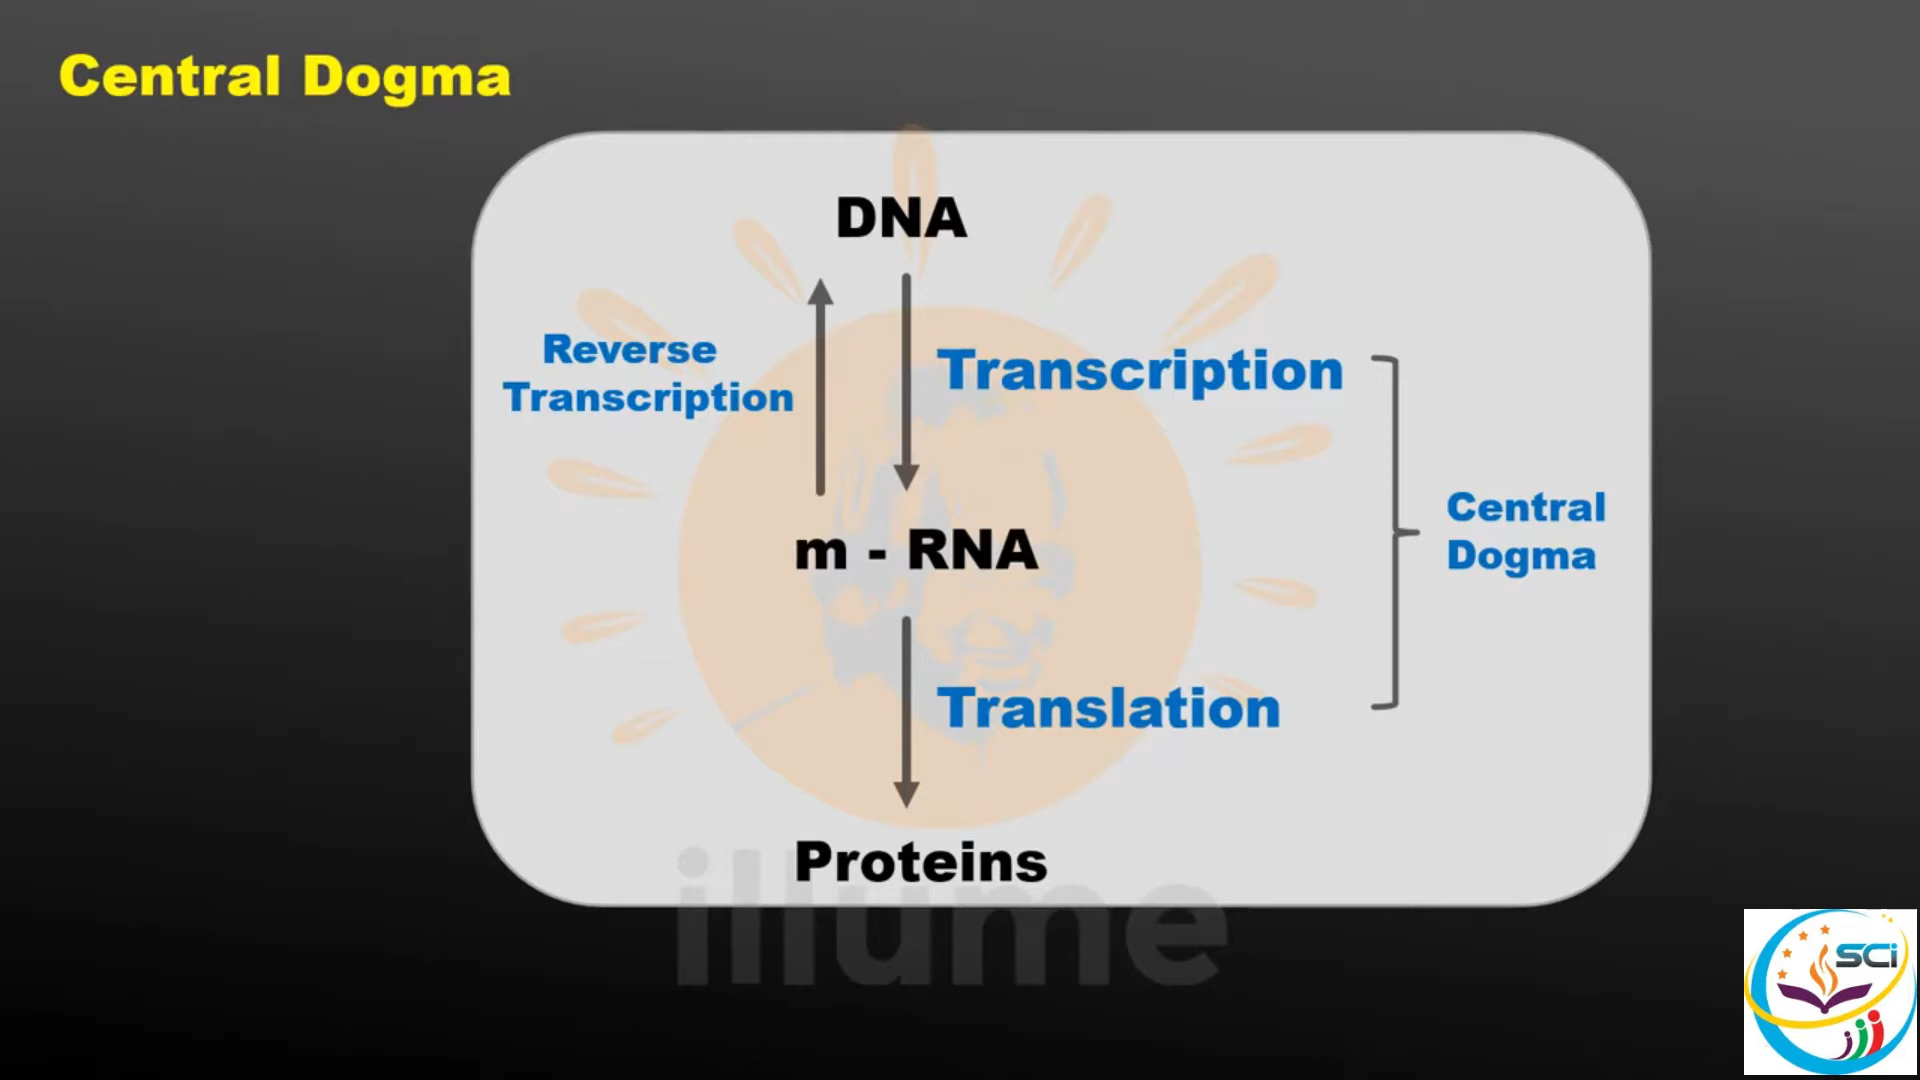 Central Dogma
DNA
Reverse
Transcription
Transcription
m - RNA
Central
Dogma
Translation
Proteins
illume
SCi